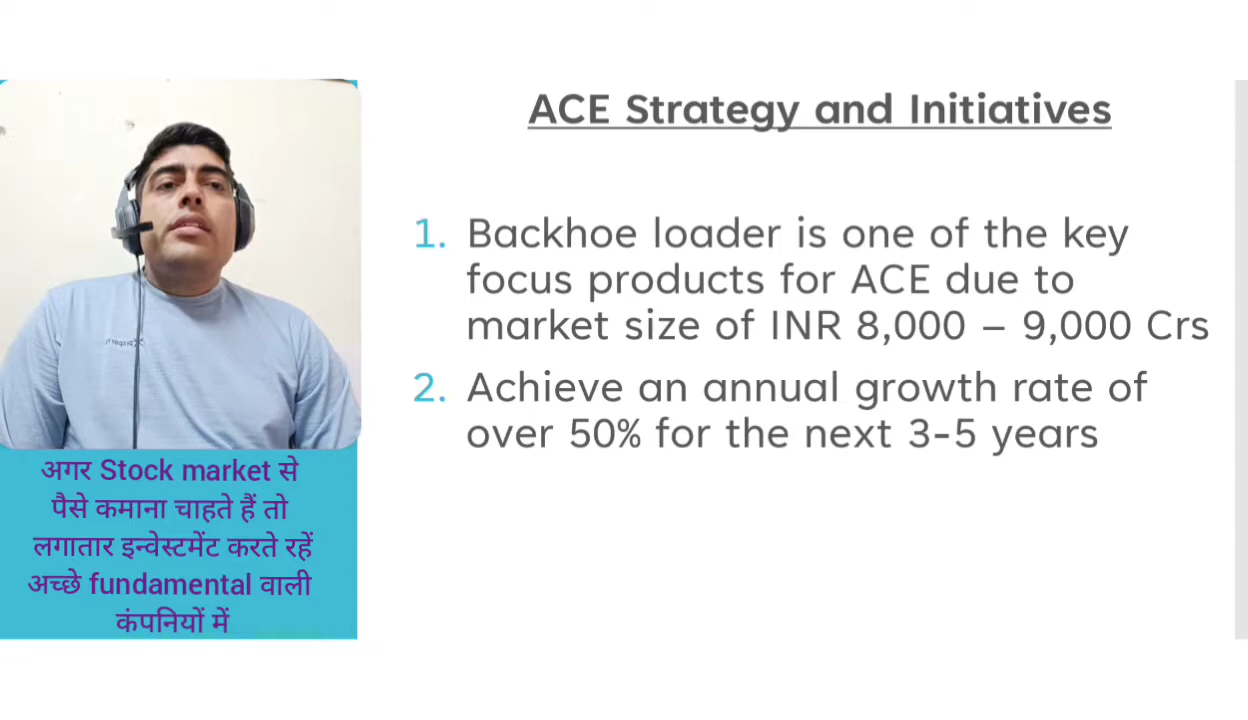 ACE Strategy and Initiatives
1. Backhoe loader is one of the key
focus products for ACE due to
market size of INR 8,000 – 9,000 Crs
2. Achieve an annual growth rate of
over 50% for the next 3-5 years
अगर Stock market से
पैसे कमाना चाहते हैं तो
लगातार इन्वेस्टमेंट करते रहें
अच्छे fundamental वाली
कंपनियों में